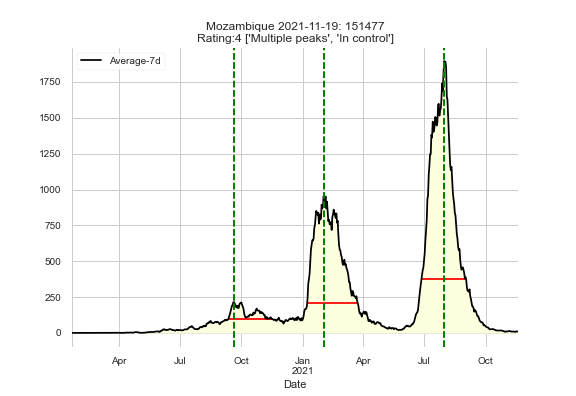 Mozambique 2021-11-19: 151477
Rating:4 ['Multiple peaks', 'In control']
Average-7d
1750
1500
1250
1000
750
500
250
0
Apr Jul Oct Jan Apr Jul Oct
2021
Date